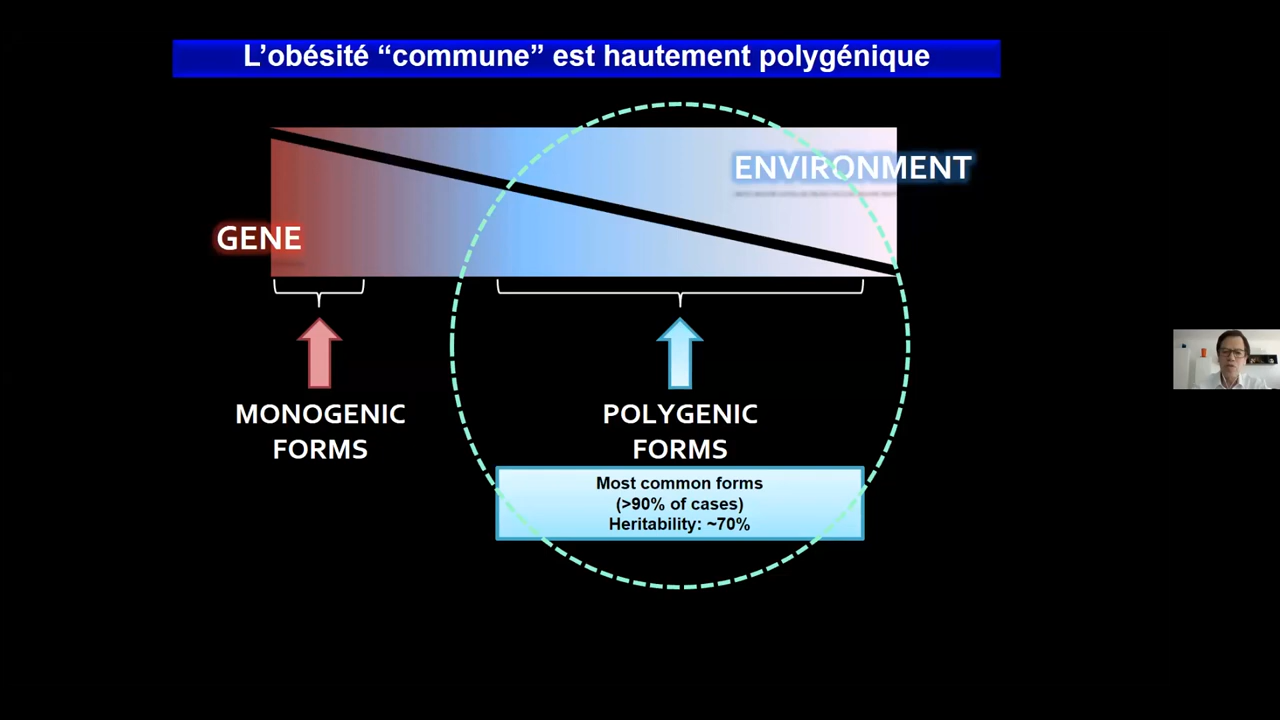 L’obésité “commune” est hautement polygénique
ENVIRONMENT
GENE
MONOGENIC
FORMS
POLYGENIC
FORMS
Most common forms
(>90% of cases)
Heritability: ~70%